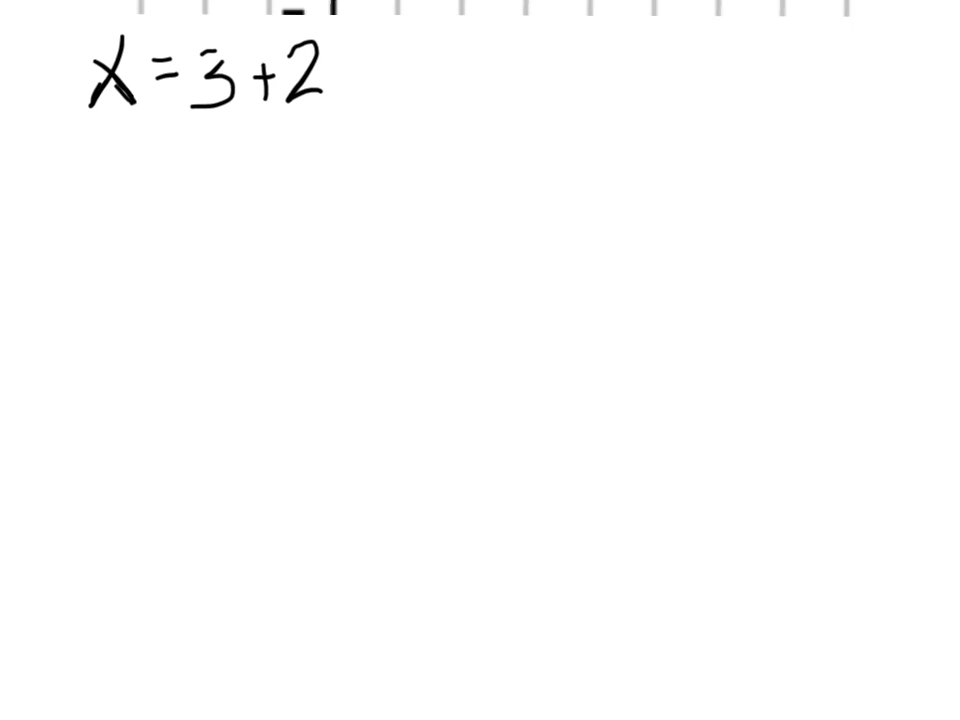 x = 3 + 2